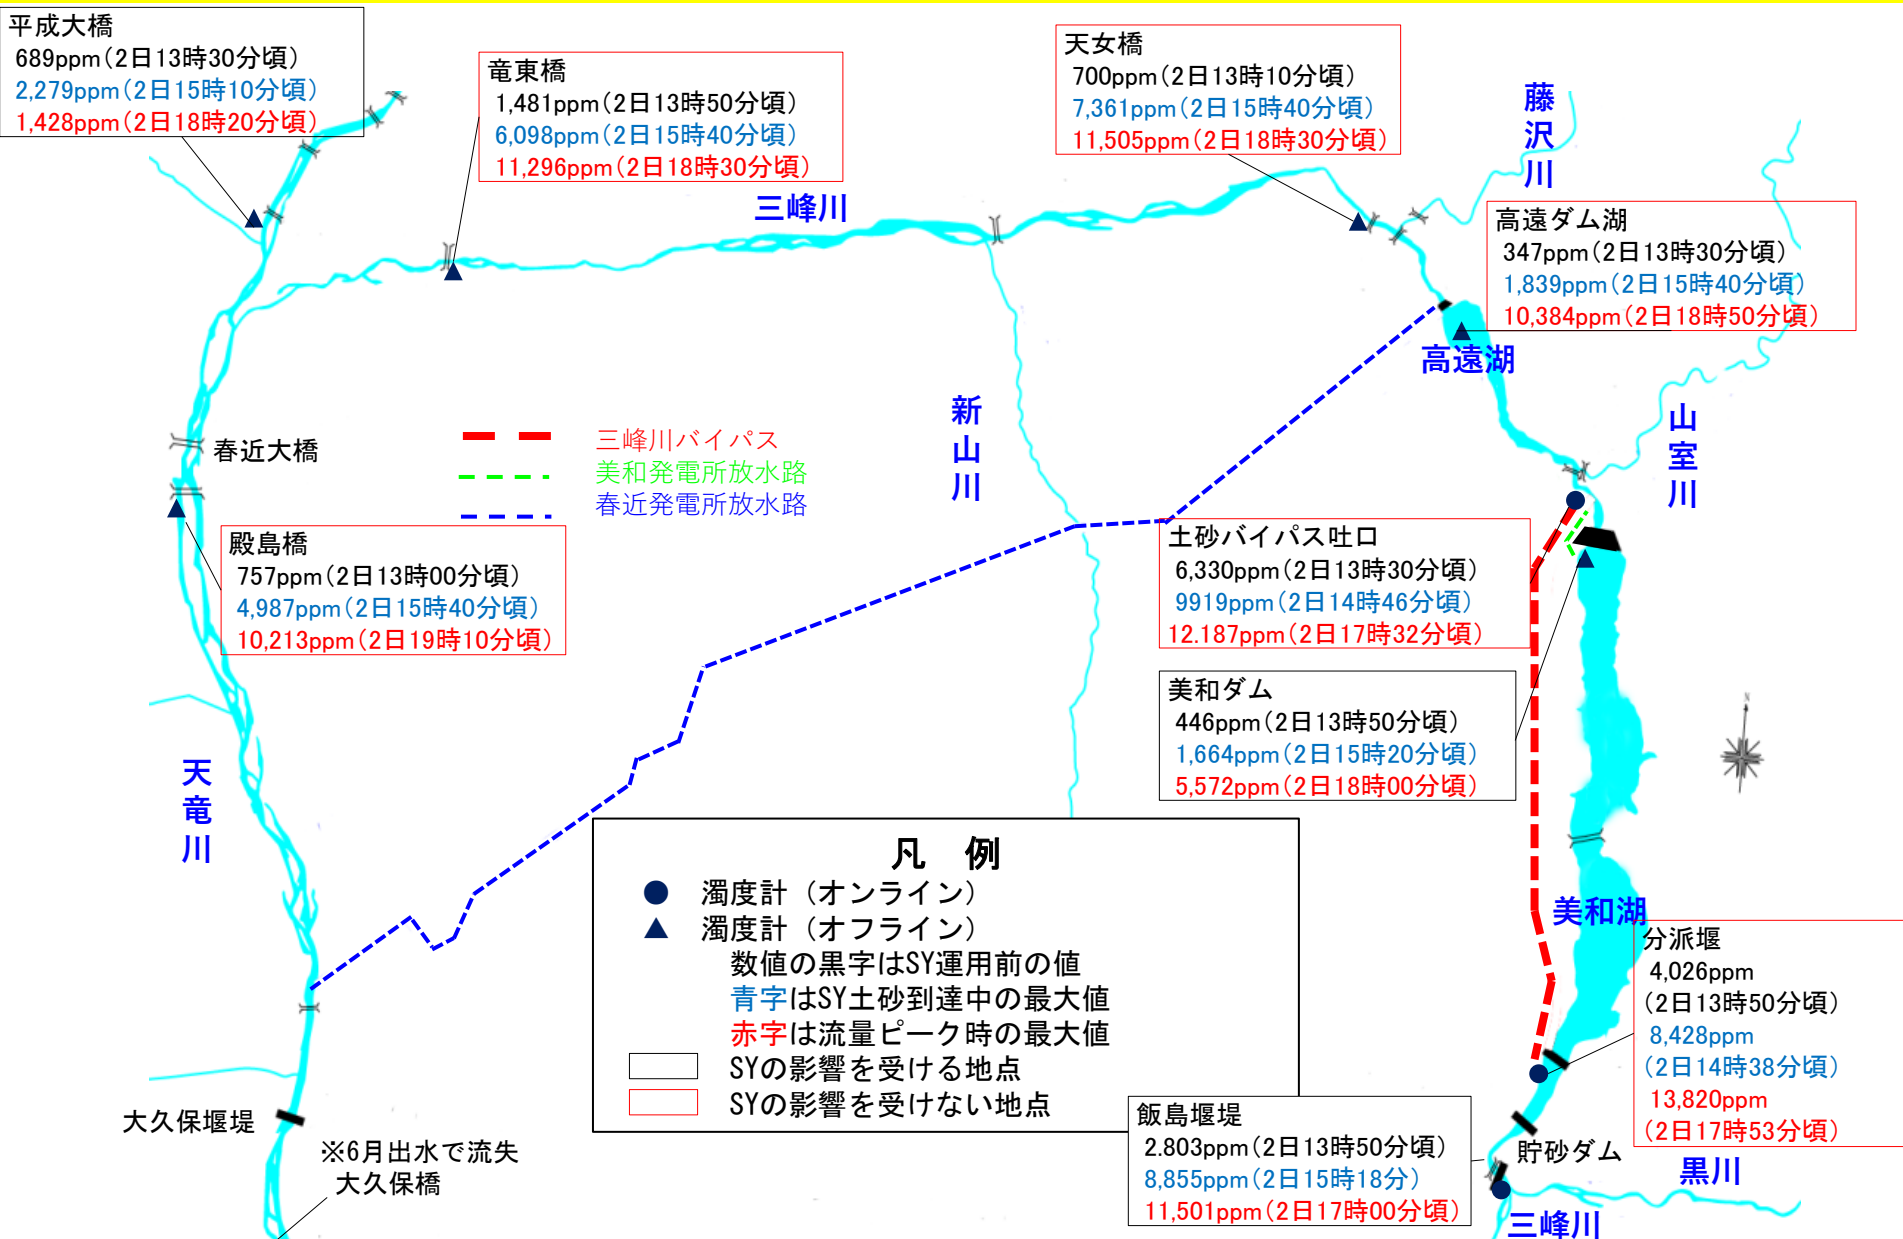 平成大橋
689ppm(2日13時30分頃)
2,279ppm(2日15時10分頃)
1,428ppm(2日18時20分頃)
竜東橋
1,481ppm(2日13時50分頃)
6,098ppm(2日15時40分頃)
11,296ppm(2日18時30分頃)
天女橋
700ppm(2日13時10分頃)
7,361ppm(2日15時40分頃)
11,505ppm(2日18時30分頃)
藤沢川
三峰川
高遠ダム湖
347ppm(2日13時30分頃)
1,839ppm(2日15時40分頃)
10,384ppm(2日18時50分頃)
高遠湖
新山川
山室川
春近大橋
三峰川バイパス
美和発電所放水路
春近発電所放水路
殿島橋
757ppm(2日13時00分頃)
4,987ppm(2日15時40分頃)
10,213ppm(2日19時10分頃)
土砂バイパス吐口
6,330ppm(2日13時30分頃)
9919ppm(2日14時46分頃)
12.187ppm(2日17時32分頃)
美和ダム
446ppm(2日13時50分頃)
1,664ppm(2日15時20分頃)
5,572ppm(2日18時00分頃)
N
天竜川
凡　例
濁度計（オンライン）
濁度計（オフライン）
数値の黒字はSY運用前の値
青字はSY土砂到達中の最大値
赤字は流量ピーク時の最大値
SYの影響を受ける地点
SYの影響を受けない地点
美和湖
分派堰
4,026ppm
(2日13時50分頃)
8,428ppm
(2日14時38分頃)
13,820ppm
(2日17時53分頃)
大久保堰堤
※6月出水で流失
大久保橋
飯島堰堤
2.803ppm(2日13時50分頃)
8,855ppm(2日15時18分)
11,501ppm(2日17時00分頃)
貯砂ダム
黒川
三峰川